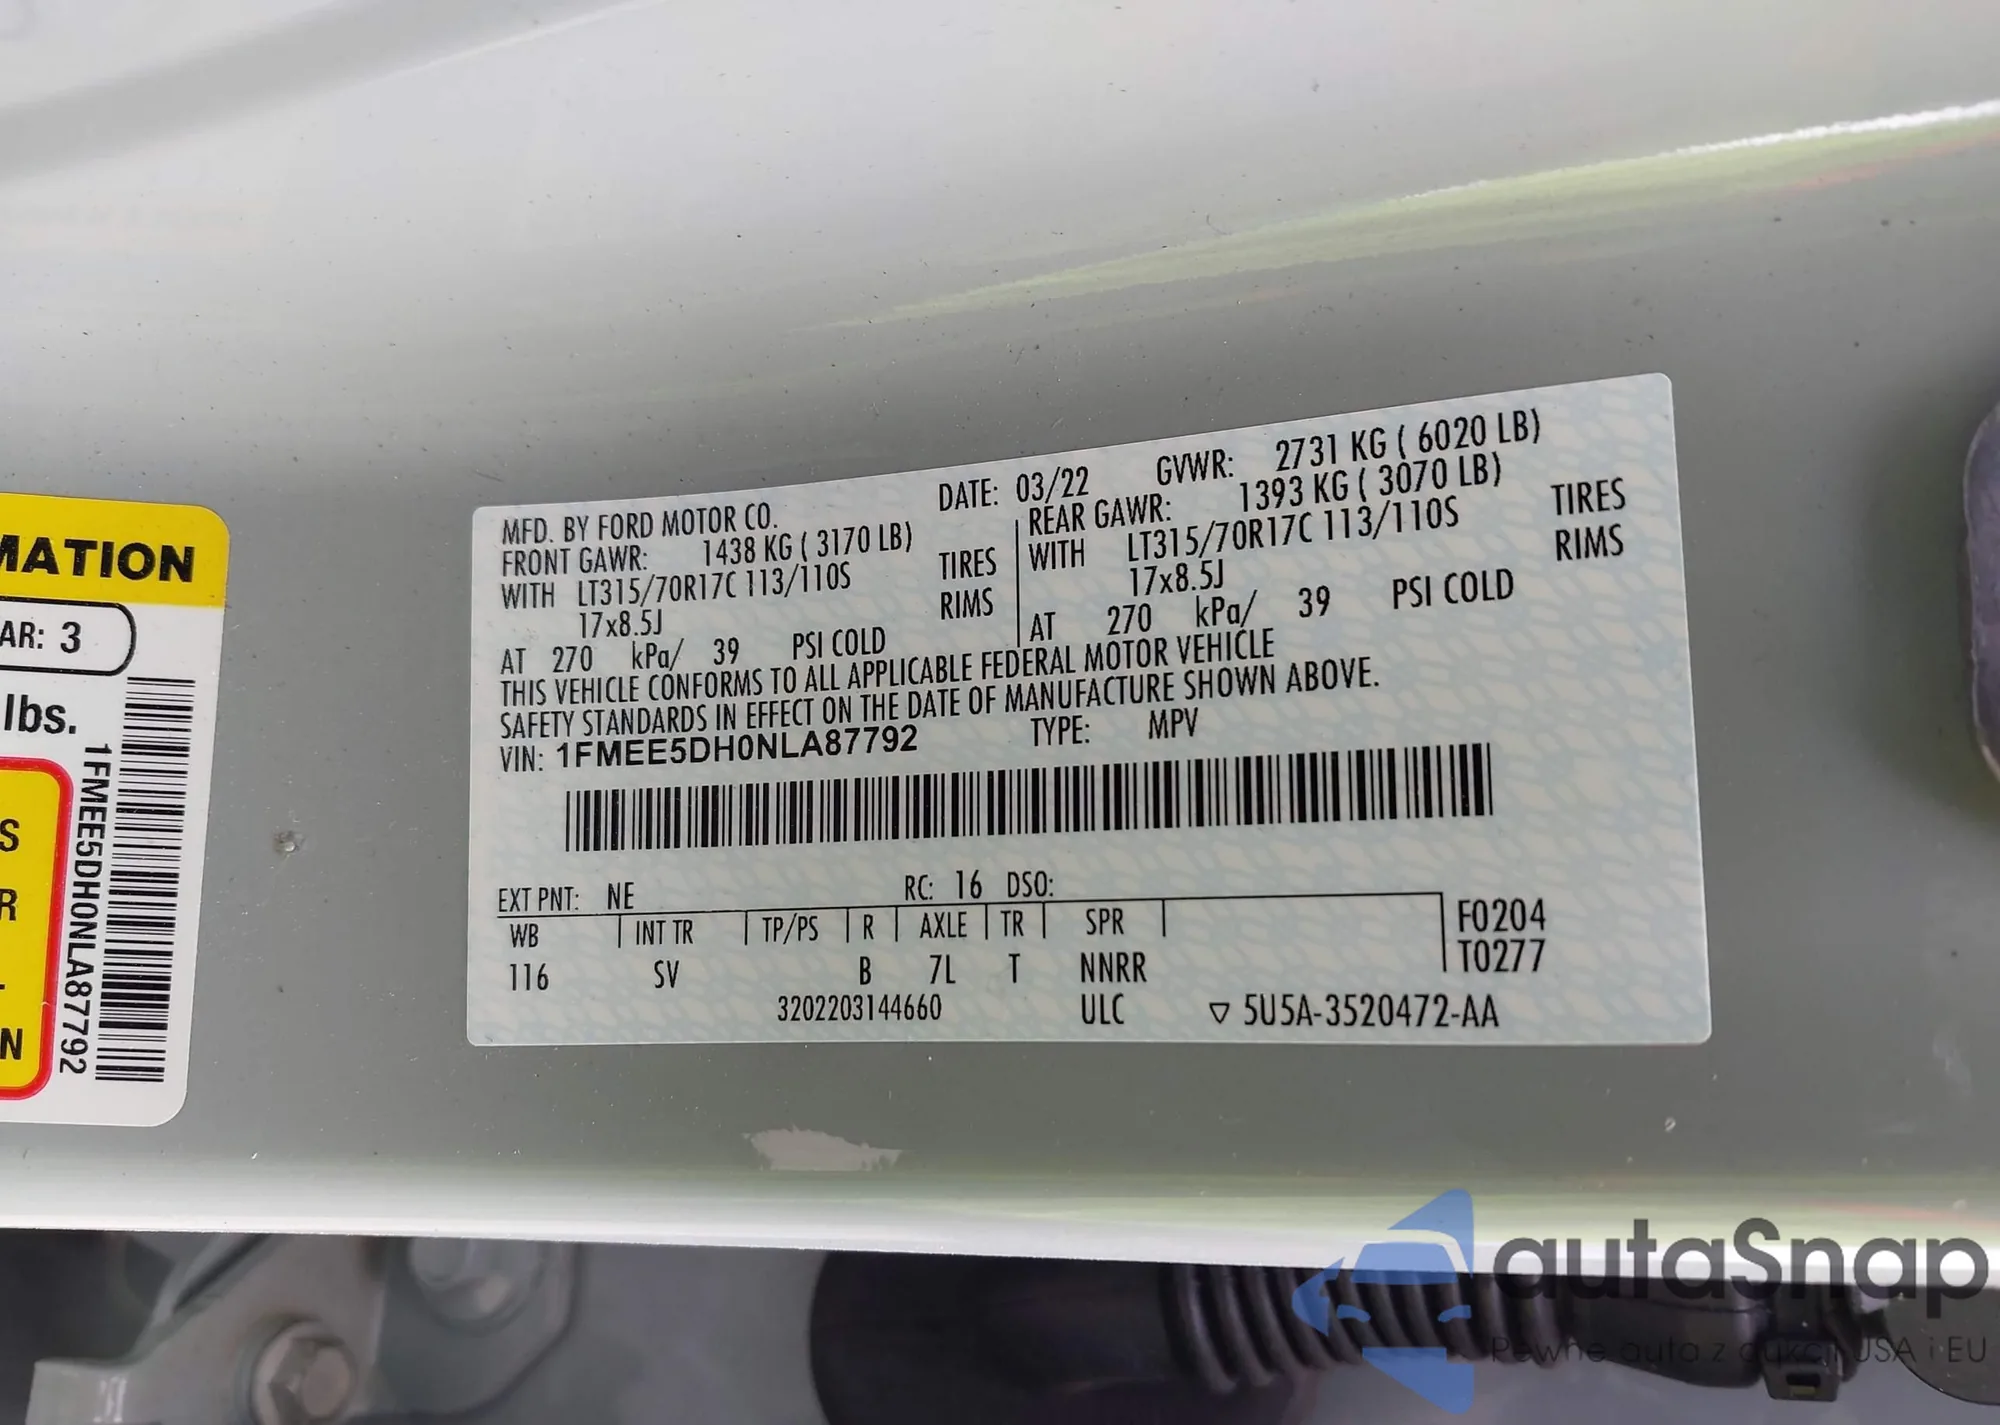 MATION
AR: 3
lbs.
S
R
N
1FMEE5DH0NLA87792
MFD. BY FORD MOTOR CO.
DATE: 03/22
GVWR: 2731 KG ( 6020 LB)
FRONT GAWR: 1438 KG ( 3170 LB)
WITH LT315/70R17C 113/110S TIRES
17x8.5J RIMS
AT 270 kPa/ 39 PSI COLD
REAR GAWR: 1393 KG ( 3070 LB)
WITH LT315/70R17C 113/110S TIRES
17x8.5J RIMS
AT 270 kPa/ 39 PSI COLD
THIS VEHICLE CONFORMS TO ALL APPLICABLE FEDERAL MOTOR VEHICLE
SAFETY STANDARDS IN EFFECT ON THE DATE OF MANUFACTURE SHOWN ABOVE.
VIN: 1FMEE5DH0NLA87792 TYPE: MPV
EXT PNT: NE RC: 16 DSO:
WB INT TR TP/PS R AXLE TR SPR F0204
116 SV B 7L T NNRR T0277
3202203144660 ULC ▽ 5U5A-3520472-AA
autaSnap
Pewne auta z aukcji USA i EU